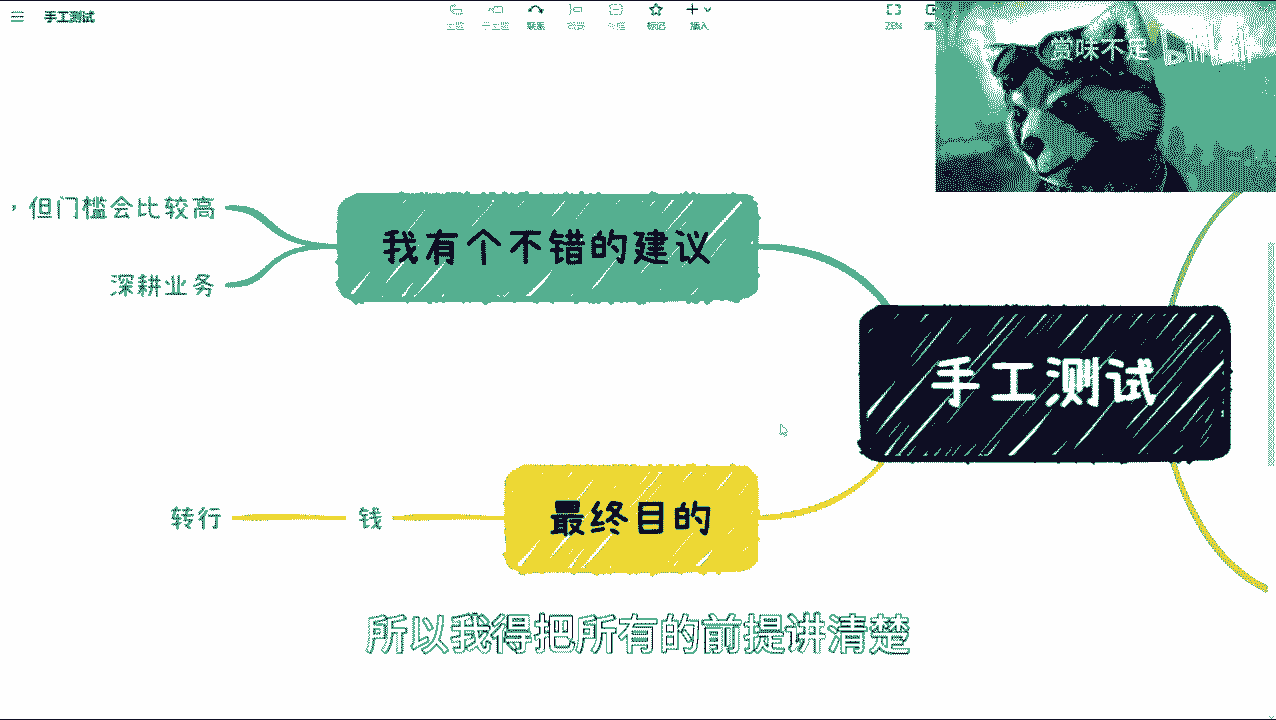 手工测试
主题 子主题 联系 概要 外框 标记 插入
赏味不足
，但门槛会比较高
我有个不错的建议
深耕业务
手工测试
转行
钱
最终目的
所以我得把所有的前提讲清楚